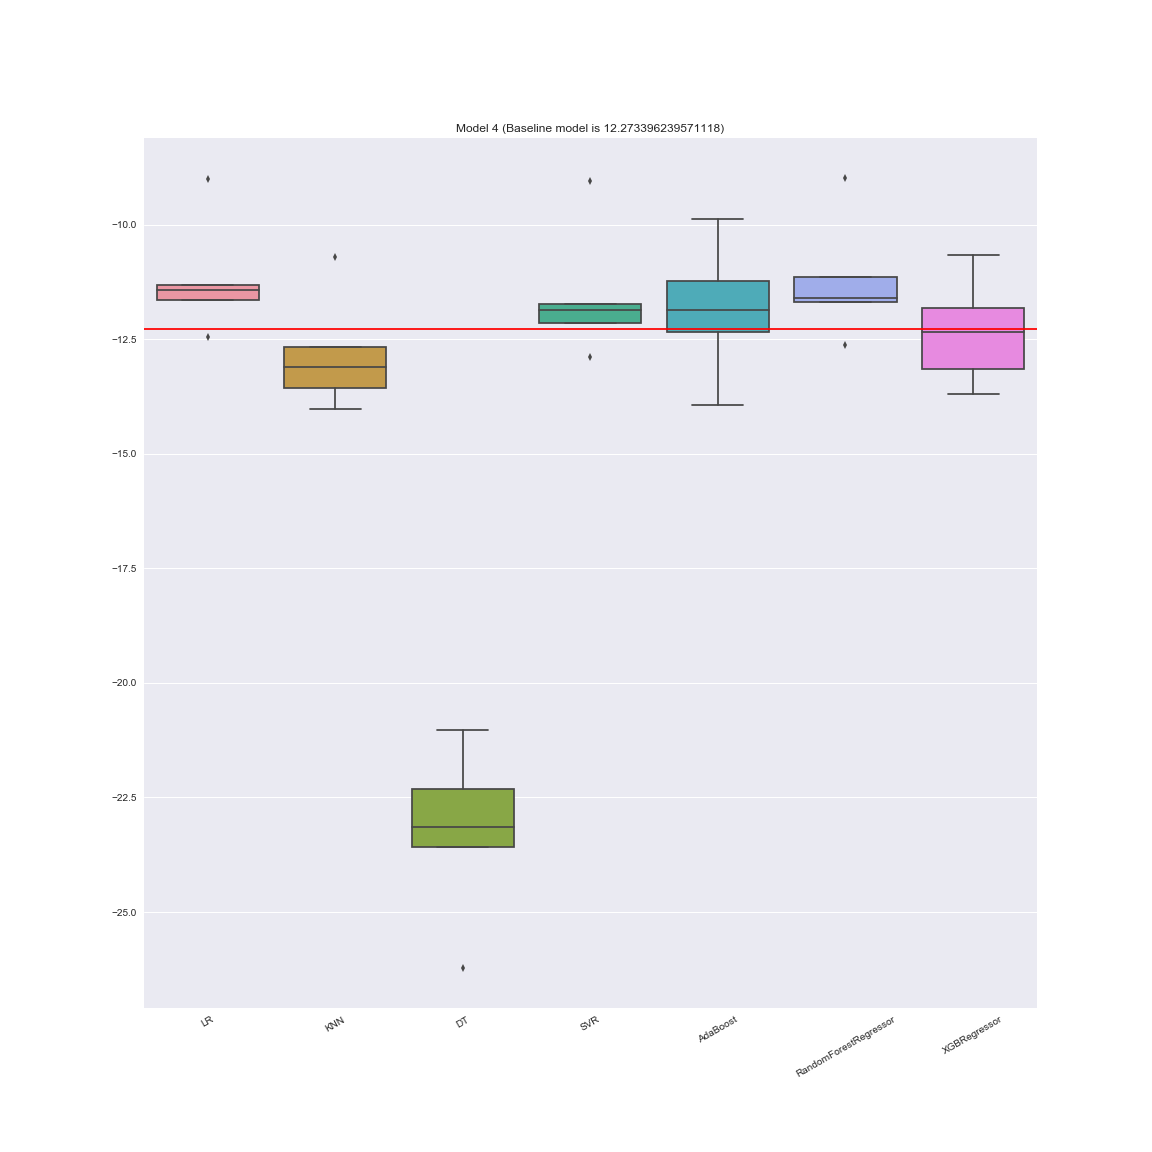 Model 4 (Baseline model is 12.273396239571118)
−10.0
−12.5
−15.0
−17.5
−20.0
−22.5
−25.0
LR
KNN
DT
SVR
AdaBoost
RandomForestRegressor
XGBRegressor